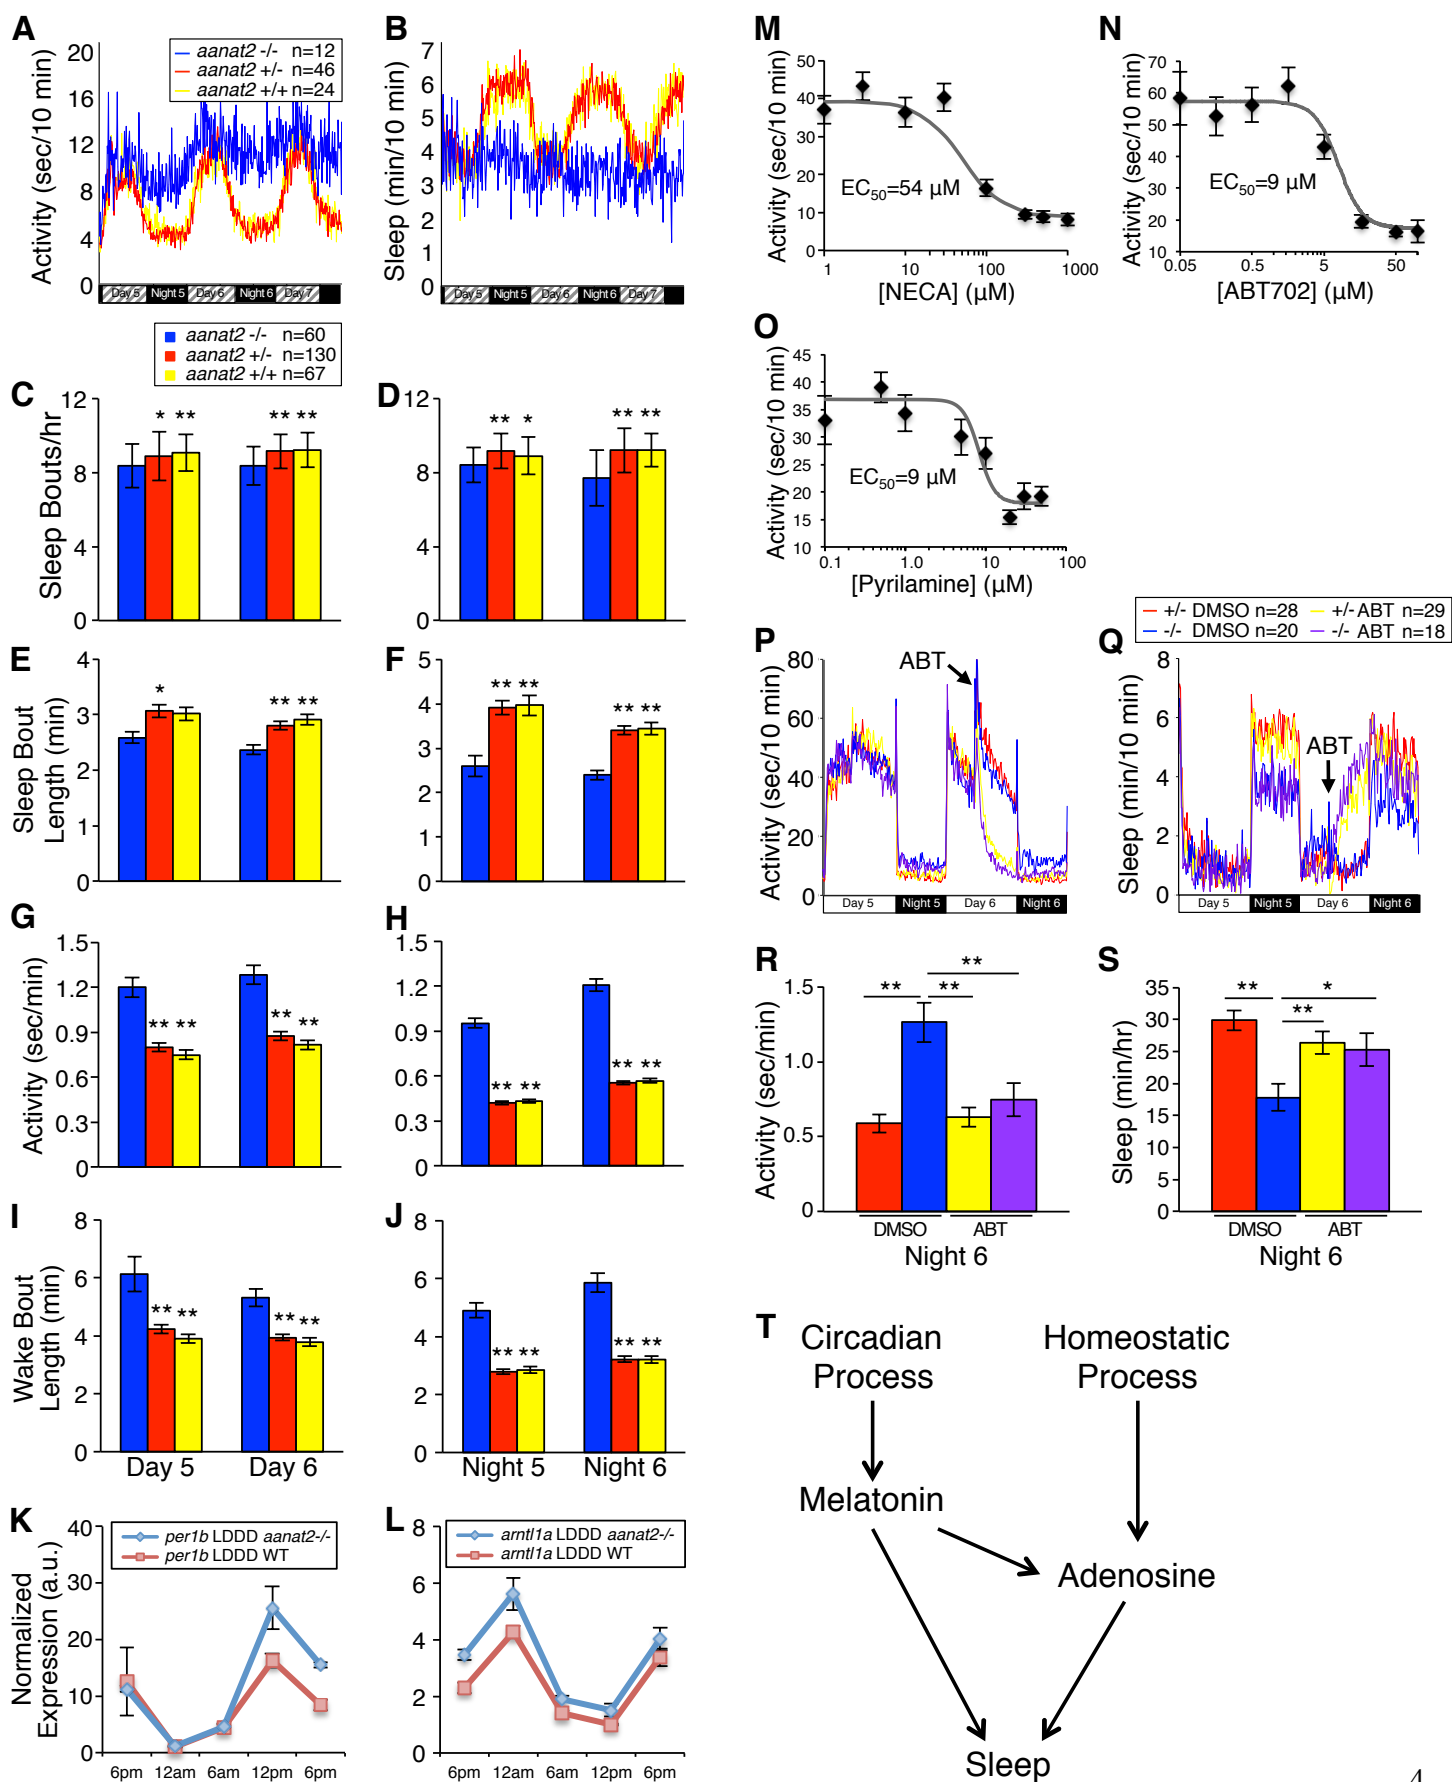 A
Activity (sec/10 min)
20
16
12
8
4
0
aanat2 -/- n=12
aanat2 +/- n=46
aanat2 +/+ n=24
Day 5 Night 5 Day 6 Night 6 Day 7
B
Sleep (min/10 min)
7
6
5
4
3
2
1
0
Day 5 Night 5 Day 6 Night 6 Day 7
aanat2 -/- n=60
aanat2 +/- n=130
aanat2 +/+ n=67
C
Sleep Bouts/hr
12
8
4
0
* ** ** **
D
12
8
4
0
** * ** **
E
Sleep Bout
Length (min)
4
3
2
1
0
* ** **
F
5
4
3
2
1
0
** ** ** **
G
Activity (sec/min)
1.5
1.2
0.9
0.6
0.3
0
** ** ** **
H
1.5
1.2
0.9
0.6
0.3
0
** ** ** **
I
Wake Bout
Length (min)
8
6
4
2
0
** ** ** **
Day 5 Day 6
J
8
6
4
2
0
** ** ** **
Night 5 Night 6
K
Normalized
Expression (a.u.)
40
30
20
10
0
per1b LDDD aanat2-/-
per1b LDDD WT
6pm 12am 6am 12pm 6pm
L
8
6
4
2
0
arntl1a LDDD aanat2-/-
arntl1a LDDD WT
6pm 12am 6am 12pm 6pm
M
Activity (sec/10 min)
50
40
30
20
10
0
EC50=54 µM
1 10 100 1000
[NECA] (µM)
N
Activity (sec/10 min)
70
60
50
40
30
20
10
EC50=9 µM
0.05 0.5 5 50
[ABT702] (µM)
O
Activity (sec/10 min)
45
40
35
30
25
20
15
10
EC50=9 µM
0.1 1.0 10 100
[Pyrilamine] (µM)
+/- DMSO n=28 +/- ABT n=29
-/- DMSO n=20 -/- ABT n=18
P
Activity (sec/10 min)
80
60
40
20
0
ABT
Day 5 Night 5 Day 6 Night 6
Q
Sleep (min/10 min)
8
6
4
2
0
ABT
Day 5 Night 5 Day 6 Night 6
R
Activity (sec/min)
1.5
1.0
0.5
0
**
** **
DMSO ABT
Night 6
S
Sleep (min/hr)
35
30
25
20
15
10
5
0
** *
**
DMSO ABT
Night 6
T
Circadian
Process
Homeostatic
Process
Melatonin
Adenosine
Sleep